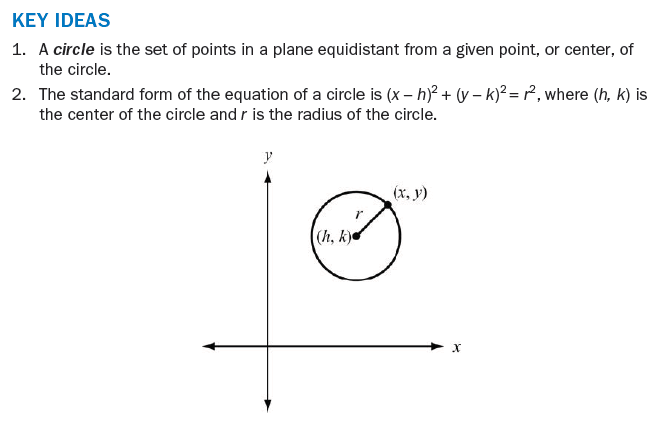 KEY IDEAS
1. A circle is the set of points in a plane equidistant from a given point, or center, of
the circle.
2. The standard form of the equation of a circle is (x – h)² + (y – k)² = r², where (h, k) is
the center of the circle and r is the radius of the circle.
y
(x, y)
r
(h, k)
x